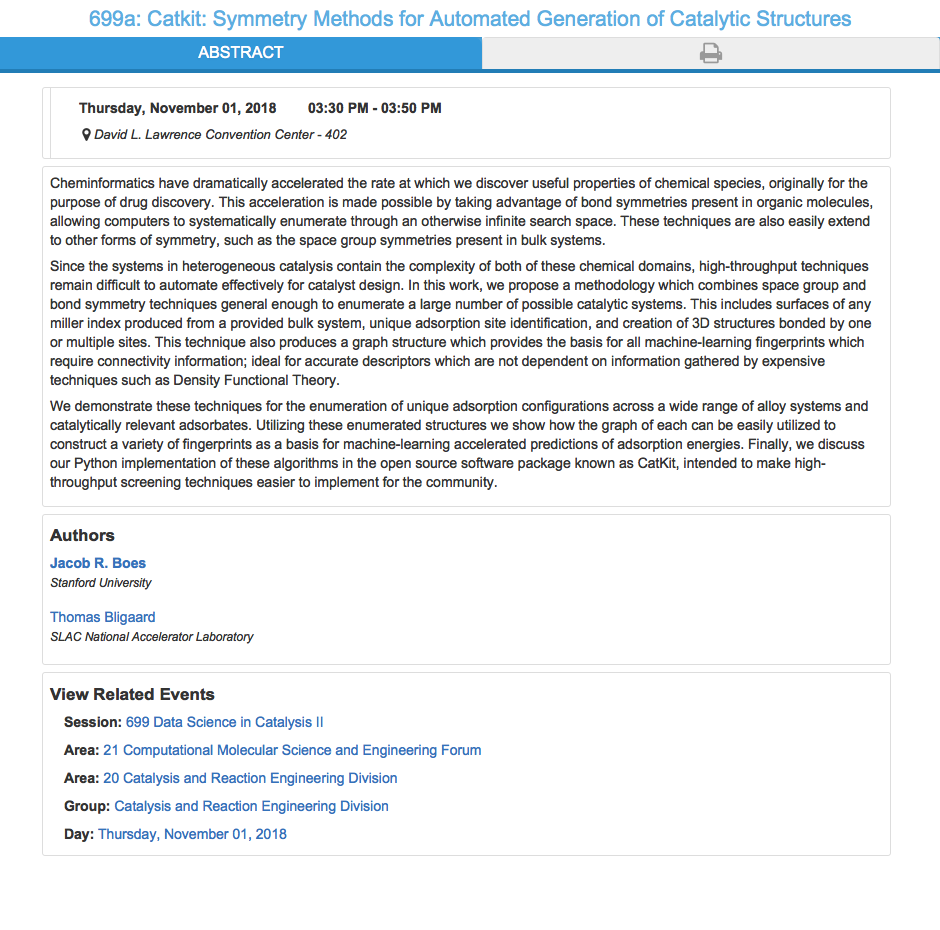 699a: Catkit: Symmetry Methods for Automated Generation of Catalytic Structures
ABSTRACT
Thursday, November 01, 2018 03:30 PM - 03:50 PM
David L. Lawrence Convention Center - 402
Cheminformatics have dramatically accelerated the rate at which we discover useful properties of chemical species, originally for the
purpose of drug discovery. This acceleration is made possible by taking advantage of bond symmetries present in organic molecules,
allowing computers to systematically enumerate through an otherwise infinite search space. These techniques are also easily extend
to other forms of symmetry, such as the space group symmetries present in bulk systems.
Since the systems in heterogeneous catalysis contain the complexity of both of these chemical domains, high-throughput techniques
remain difficult to automate effectively for catalyst design. In this work, we propose a methodology which combines space group and
bond symmetry techniques general enough to enumerate a large number of possible catalytic systems. This includes surfaces of any
miller index produced from a provided bulk system, unique adsorption site identification, and creation of 3D structures bonded by one
or multiple sites. This technique also produces a graph structure which provides the basis for all machine-learning fingerprints which
require connectivity information; ideal for accurate descriptors which are not dependent on information gathered by expensive
techniques such as Density Functional Theory.
We demonstrate these techniques for the enumeration of unique adsorption configurations across a wide range of alloy systems and
catalytically relevant adsorbates. Utilizing these enumerated structures we show how the graph of each can be easily utilized to
construct a variety of fingerprints as a basis for machine-learning accelerated predictions of adsorption energies. Finally, we discuss
our Python implementation of these algorithms in the open source software package known as CatKit, intended to make high-
throughput screening techniques easier to implement for the community.
Authors
Jacob R. Boes
Stanford University
Thomas Bligaard
SLAC National Accelerator Laboratory
View Related Events
Session: 699 Data Science in Catalysis II
Area: 21 Computational Molecular Science and Engineering Forum
Area: 20 Catalysis and Reaction Engineering Division
Group: Catalysis and Reaction Engineering Division
Day: Thursday, November 01, 2018